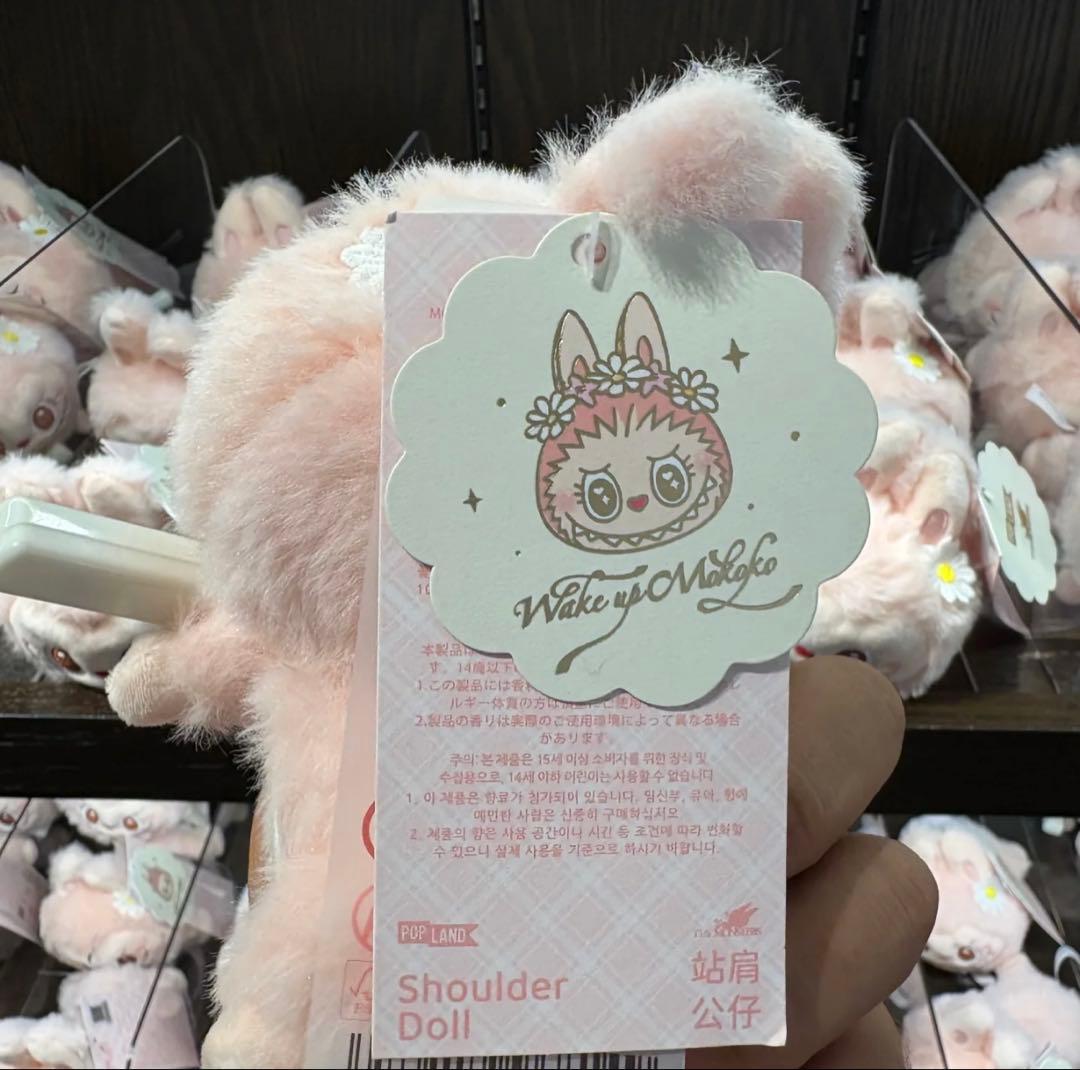 Wake up Makoko
本製品は
す。14歳以下
1.この製品には香
ルギー体質の方は
2.製品の香りは実際のご使用環境によって異なる場合
があります。
주의: 본 제품은 15세 이상 소비자를 위한 장식 및
수집용으로, 14세 이하 어린이는 사용할 수 없습니다
1. 이 제품은 향료가 첨가되어 있습니다. 임신부, 유아, 향에
예민한 사람은 신중히 구매하십시오
2. 제품의 향은 사용 공간이나 시간 등 조건에 따라 변화할
수 있으니 실제 사용을 기준으로 하시기 바랍니다.
POP LAND
THE MONSTERS
Shoulder
Doll
站肩
公仔